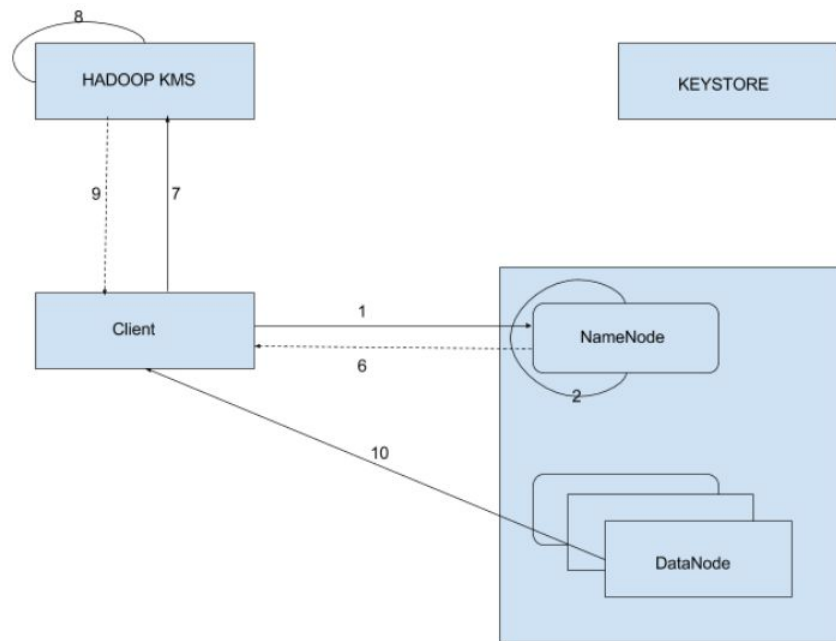 8
HADOOP KMS
KEYSTORE
9
7
Client
1
NameNode
6
2
10
DataNode